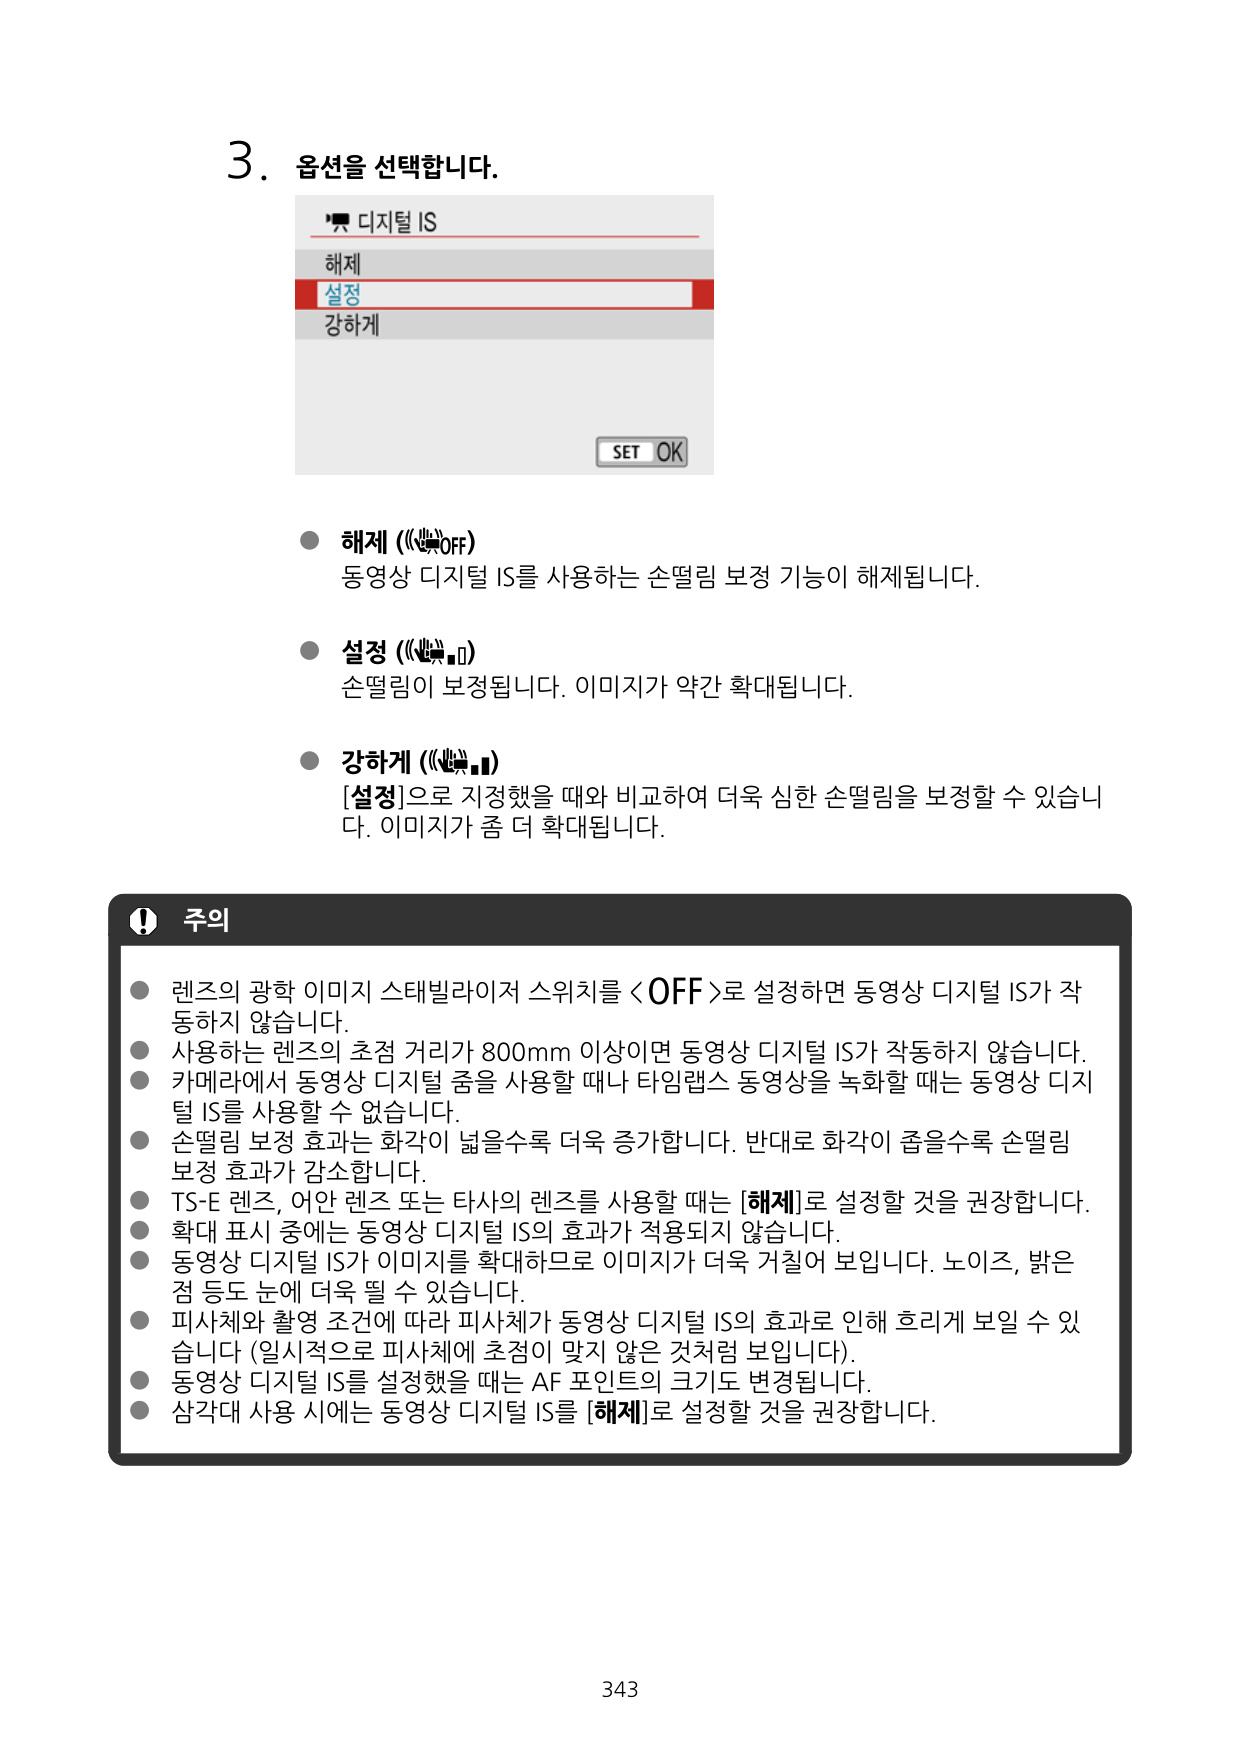 3. 옵션을 선택합니다.
디지털 IS
해제
설정
강하게
SET OK
● 해제 (OFF)
동영상 디지털 IS를 사용하는 손떨림 보정 기능이 해제됩니다.
● 설정 ()
손떨림이 보정됩니다. 이미지가 약간 확대됩니다.
● 강하게 ()
[설정]으로 지정했을 때와 비교하여 더욱 심한 손떨림을 보정할 수 있습니
다. 이미지가 좀 더 확대됩니다.
주의
● 렌즈의 광학 이미지 스태빌라이저 스위치를 <OFF>로 설정하면 동영상 디지털 IS가 작
동하지 않습니다.
● 사용하는 렌즈의 초점 거리가 800mm 이상이면 동영상 디지털 IS가 작동하지 않습니다.
● 카메라에서 동영상 디지털 줌을 사용할 때나 타임랩스 동영상을 녹화할 때는 동영상 디지
털 IS를 사용할 수 없습니다.
● 손떨림 보정 효과는 화각이 넓을수록 더욱 증가합니다. 반대로 화각이 좁을수록 손떨림
보정 효과가 감소합니다.
● TS-E 렌즈, 어안 렌즈 또는 타사의 렌즈를 사용할 때는 [해제]로 설정할 것을 권장합니다.
● 확대 표시 중에는 동영상 디지털 IS의 효과가 적용되지 않습니다.
● 동영상 디지털 IS가 이미지를 확대하므로 이미지가 더욱 거칠어 보입니다. 노이즈, 밝은
점 등도 눈에 더욱 띌 수 있습니다.
● 피사체와 촬영 조건에 따라 피사체가 동영상 디지털 IS의 효과로 인해 흐리게 보일 수 있
습니다 (일시적으로 피사체에 초점이 맞지 않은 것처럼 보입니다).
● 동영상 디지털 IS를 설정했을 때는 AF 포인트의 크기도 변경됩니다.
● 삼각대 사용 시에는 동영상 디지털 IS를 [해제]로 설정할 것을 권장합니다.
343